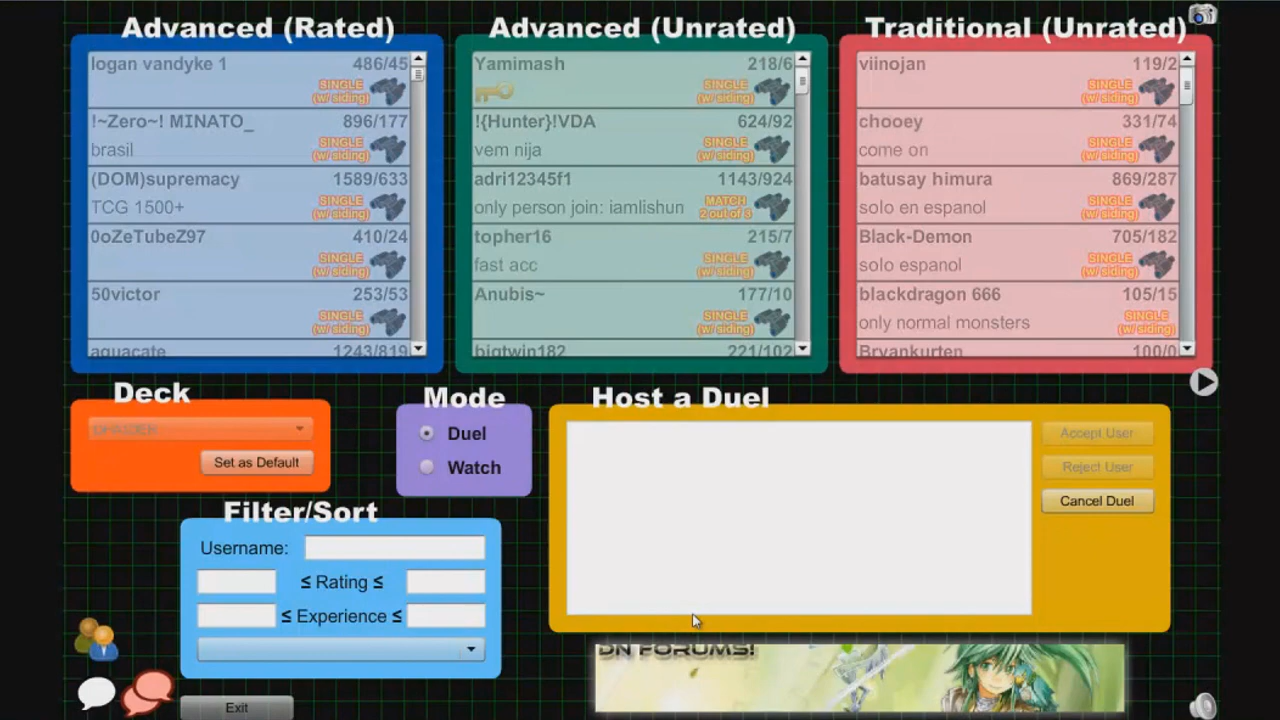 Advanced (Rated)
logan vandyke 1 486/45
SINGLE
(w/ siding)
!~Zero~! MINATO_ 896/177
brasil SINGLE
(w/ siding)
(DOM)supremacy 1589/633
TCG 1500+ SINGLE
(w/ siding)
0oZeTubeZ97 410/24
SINGLE
(w/ siding)
50victor 253/53
SINGLE
(w/ siding)
aguacate 1243/819
Advanced (Unrated)
Yamimash 218/6
SINGLE
(w/ siding)
!{Hunter}!VDA 624/92
vem nija SINGLE
(w/ siding)
adri12345f1 1143/924
only person join: iamlishun MATCH
2 out of 3
topher16 215/7
fast acc SINGLE
(w/ siding)
Anubis~ 177/10
SINGLE
(w/ siding)
bigtwin182 221/102
Traditional (Unrated)
viinojan 119/2
SINGLE
(w/ siding)
chooey 331/74
come on SINGLE
(w/ siding)
batusay himura 869/287
solo en espanol SINGLE
(w/ siding)
Black-Demon 705/182
solo espanol SINGLE
(w/ siding)
blackdragon 666 105/15
only normal monsters SINGLE
(w/ siding)
Bryankurten 100/0
Deck
Set as Default
Mode
Duel
Watch
Host a Duel
Accept User
Reject User
Cancel Duel
Filter/Sort
Username:
≤ Rating ≤
≤ Experience ≤
DN FORUMS!
Exit